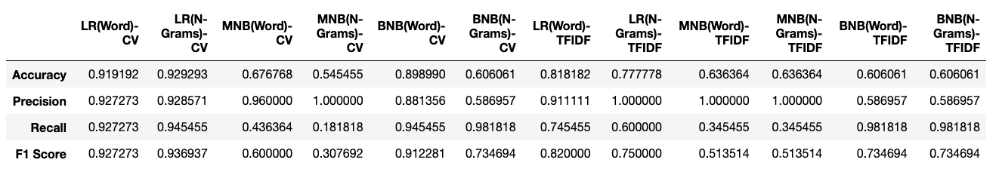 LR(Word)-CV LR(N-Grams)-CV MNB(Word)-CV MNB(N-Grams)-CV BNB(Word)-CV BNB(N-Grams)-CV LR(Word)-TFIDF LR(N-Grams)-TFIDF MNB(Word)-TFIDF MNB(N-Grams)-TFIDF BNB(Word)-TFIDF BNB(N-Grams)-TFIDF
Accuracy 0.919192 0.929293 0.676768 0.545455 0.898990 0.606061 0.818182 0.777778 0.636364 0.636364 0.606061 0.606061
Precision 0.927273 0.928571 0.960000 1.000000 0.881356 0.586957 0.911111 1.000000 1.000000 1.000000 0.586957 0.586957
Recall 0.927273 0.945455 0.436364 0.181818 0.945455 0.981818 0.745455 0.600000 0.345455 0.345455 0.981818 0.981818
F1 Score 0.927273 0.936937 0.600000 0.307692 0.912281 0.734694 0.820000 0.750000 0.513514 0.513514 0.734694 0.734694